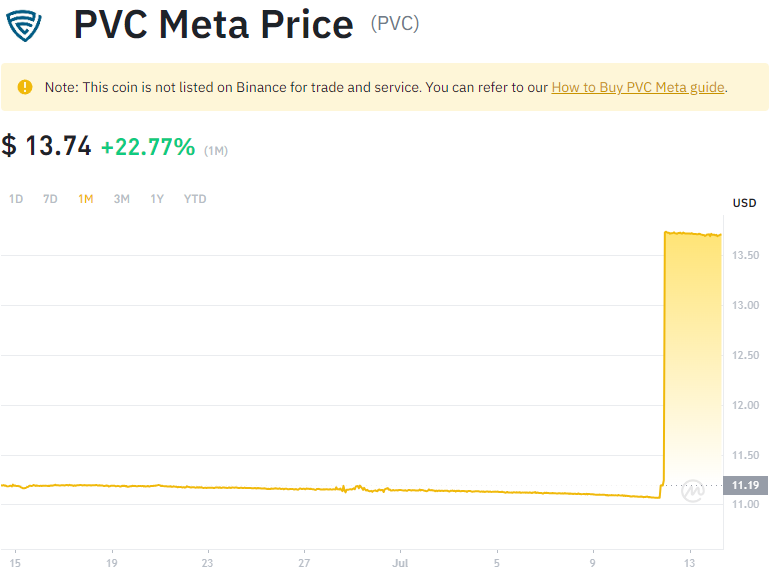 PVC Meta Price (PVC)
Note: This coin is not listed on Binance for trade and service. You can refer to our How to Buy PVC Meta guide.
$ 13.74 +22.77% (1M)
1D 7D 1M 3M 1Y YTD
USD
13.50
13.00
12.50
12.00
11.50
11.19
11.00
15 19 23 27 Jul 5 9 13